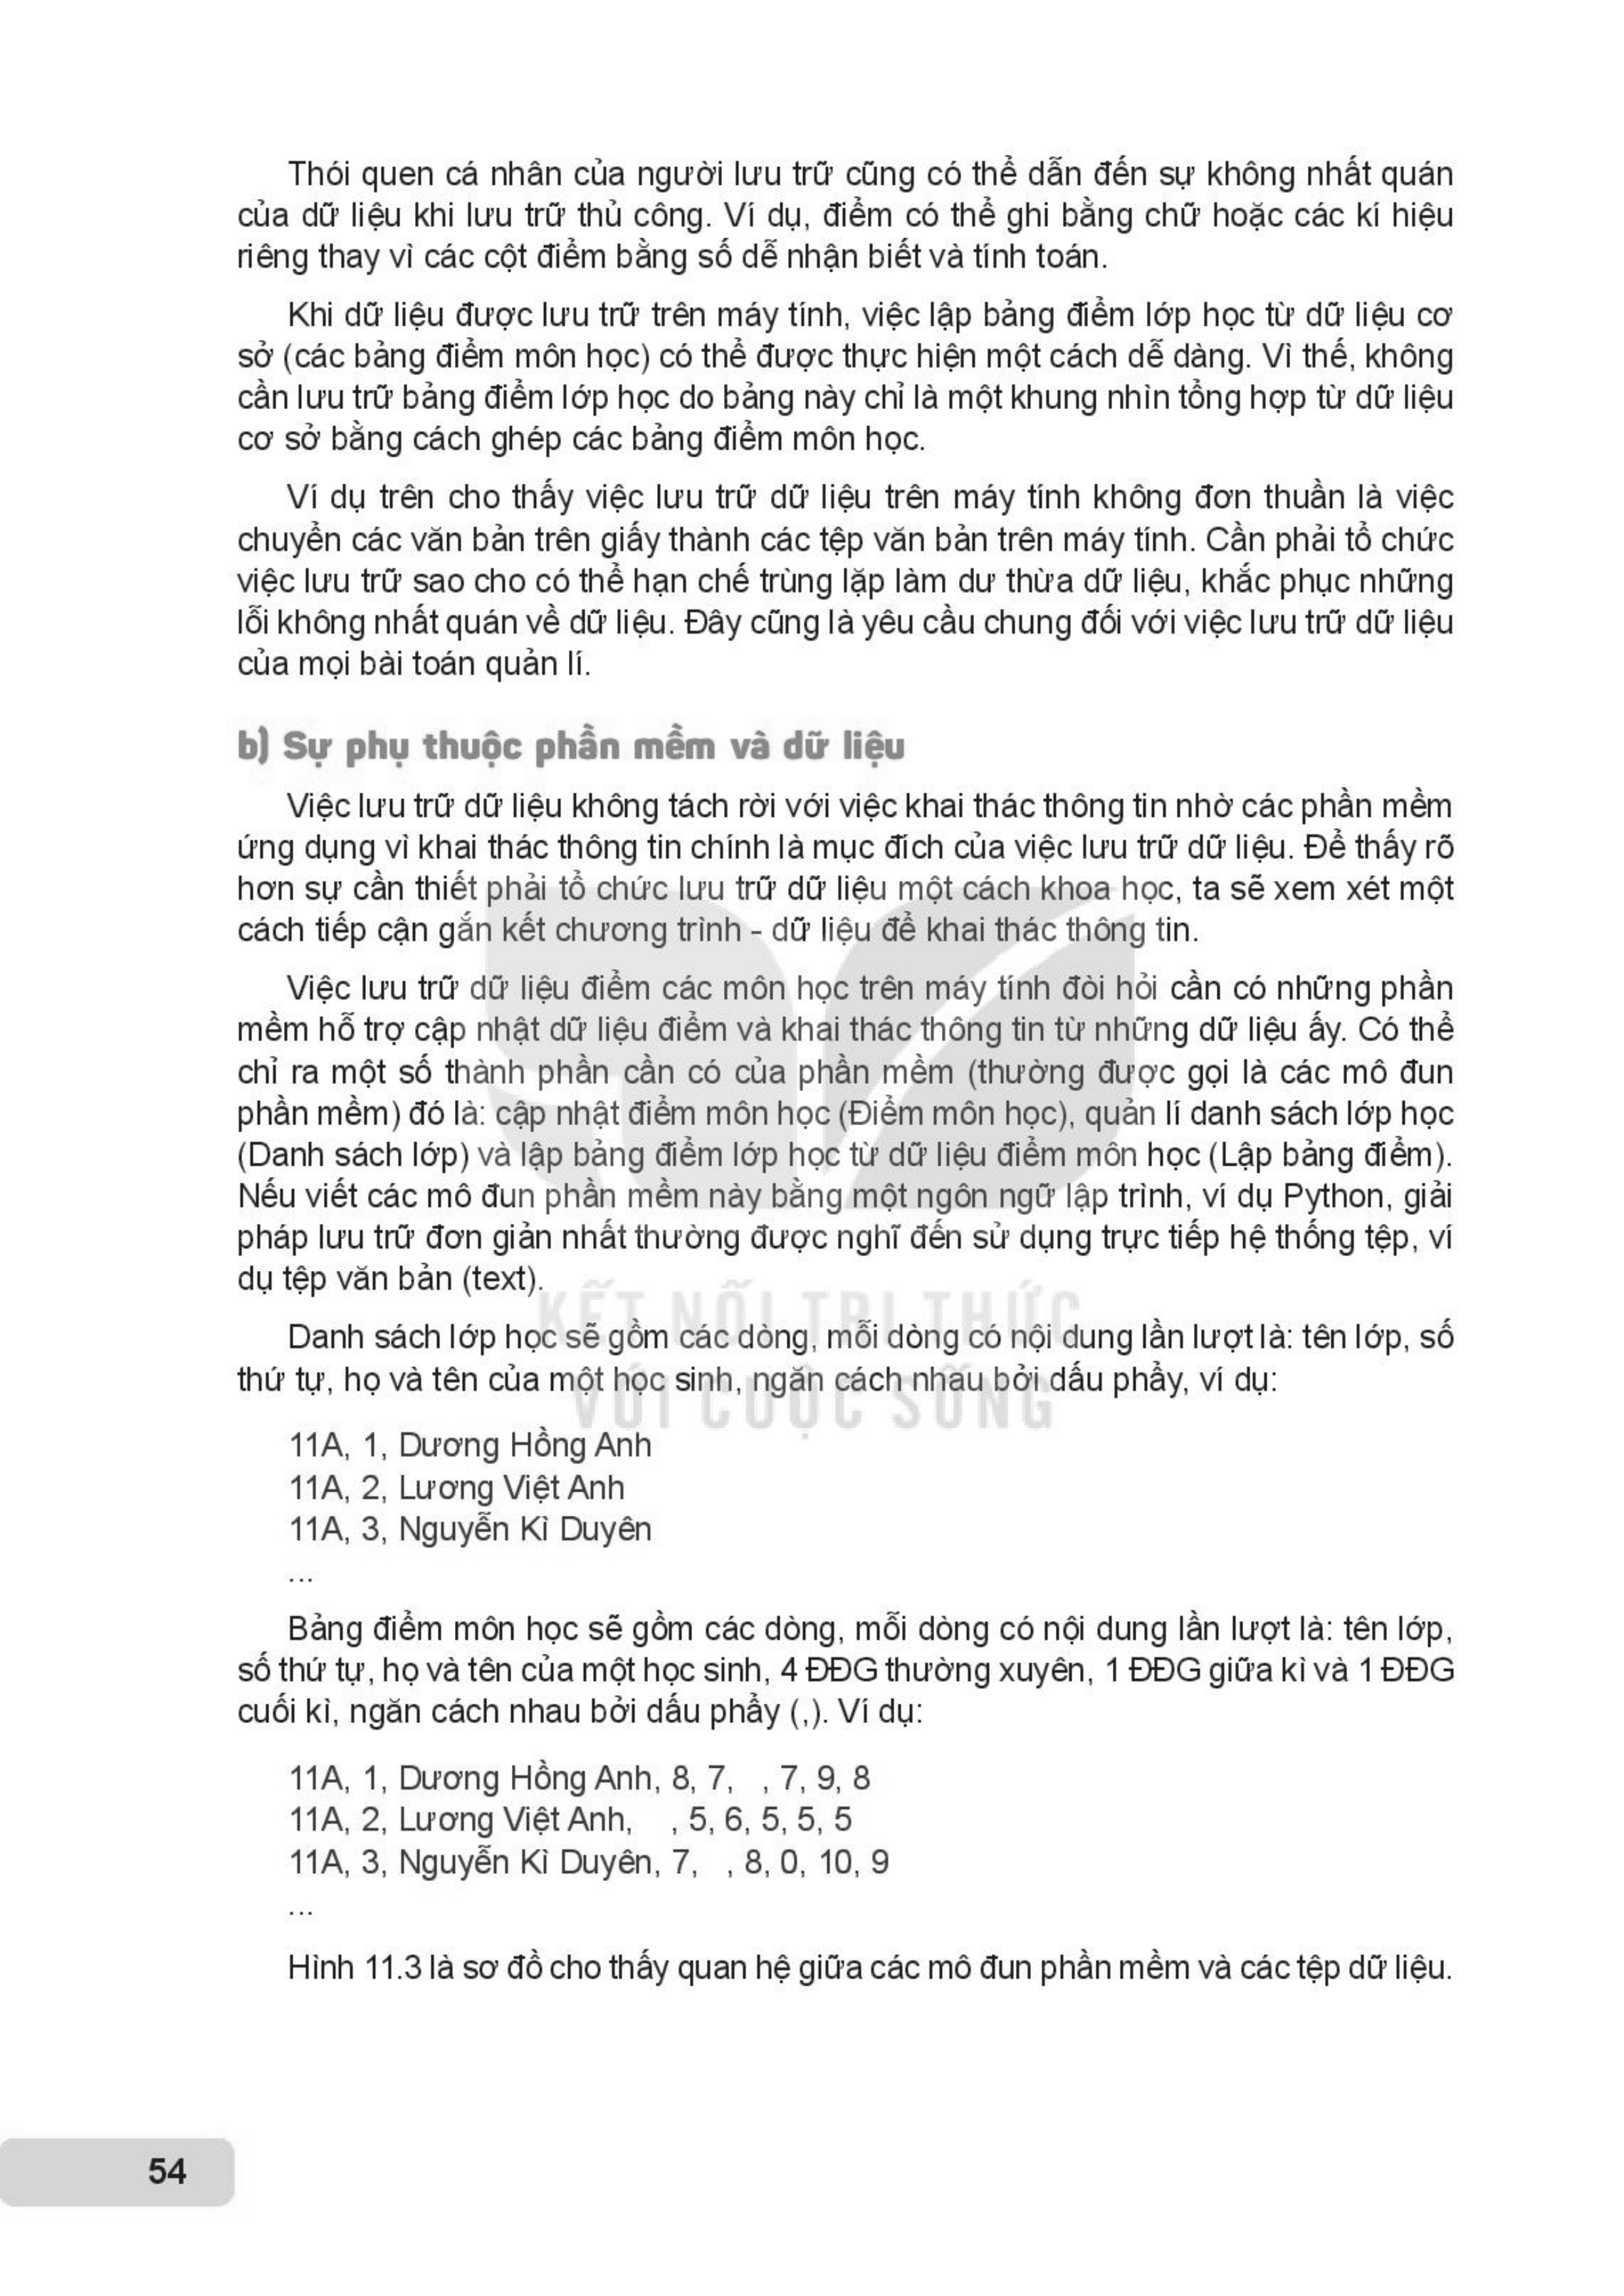 Thói quen cá nhân của người lưu trữ cũng có thể dẫn đến sự không nhất quán
của dữ liệu khi lưu trữ thủ công. Ví dụ, điểm có thể ghi bằng chữ hoặc các kí hiệu
riêng thay vì các cột điểm bằng số dễ nhận biết và tính toán.
Khi dữ liệu được lưu trữ trên máy tính, việc lập bảng điểm lớp học từ dữ liệu cơ
sở (các bảng điểm môn học) có thể được thực hiện một cách dễ dàng. Vì thế, không
cần lưu trữ bảng điểm lớp học do bảng này chỉ là một khung nhìn tổng hợp từ dữ liệu
cơ sở bằng cách ghép các bảng điểm môn học.
Ví dụ trên cho thấy việc lưu trữ dữ liệu trên máy tính không đơn thuần là việc
chuyển các văn bản trên giấy thành các tệp văn bản trên máy tính. Cần phải tổ chức
việc lưu trữ sao cho có thể hạn chế trùng lặp làm dư thừa dữ liệu, khắc phục những
lỗi không nhất quán về dữ liệu. Đây cũng là yêu cầu chung đối với việc lưu trữ dữ liệu
của mọi bài toán quản lí.
b) Sự phụ thuộc phần mềm và dữ liệu
Việc lưu trữ dữ liệu không tách rời với việc khai thác thông tin nhờ các phần mềm
ứng dụng vì khai thác thông tin chính là mục đích của việc lưu trữ dữ liệu. Để thấy rõ
hơn sự cần thiết phải tổ chức lưu trữ dữ liệu một cách khoa học, ta sẽ xem xét một
cách tiếp cận gắn kết chương trình - dữ liệu để khai thác thông tin.
Việc lưu trữ dữ liệu điểm các môn học trên máy tính đòi hỏi cần có những phần
mềm hỗ trợ cập nhật dữ liệu điểm và khai thác thông tin từ những dữ liệu ấy. Có thể
chỉ ra một số thành phần cần có của phần mềm (thường được gọi là các mô đun
phần mềm) đó là: cập nhật điểm môn học (Điểm môn học), quản lí danh sách lớp học
(Danh sách lớp) và lập bảng điểm lớp học từ dữ liệu điểm môn học (Lập bảng điểm).
Nếu viết các mô đun phần mềm này bằng một ngôn ngữ lập trình, ví dụ Python, giải
pháp lưu trữ đơn giản nhất thường được nghĩ đến sử dụng trực tiếp hệ thống tệp, ví
dụ tệp văn bản (text).
KẾT NỐI TRI THỨC
Danh sách lớp học sẽ gồm các dòng, mỗi dòng có nội dung lần lượt là: tên lớp, số
thứ tự, họ và tên của một học sinh, ngăn cách nhau bởi dấu phẩy, ví dụ:
VỚI CUỘC SỐNG
11A, 1, Dương Hồng Anh
11A, 2, Lương Việt Anh
11A, 3, Nguyễn Kì Duyên
...
Bảng điểm môn học sẽ gồm các dòng, mỗi dòng có nội dung lần lượt là: tên lớp,
số thứ tự, họ và tên của một học sinh, 4 ĐĐG thường xuyên, 1 ĐĐG giữa kì và 1 ĐĐG
cuối kì, ngăn cách nhau bởi dấu phẩy (,). Ví dụ:
11A, 1, Dương Hồng Anh, 8, 7,   , 7, 9, 8
11A, 2, Lương Việt Anh,    , 5, 6, 5, 5, 5
11A, 3, Nguyễn Kì Duyên, 7,   , 8, 0, 10, 9
...
Hình 11.3 là sơ đồ cho thấy quan hệ giữa các mô đun phần mềm và các tệp dữ liệu.
54